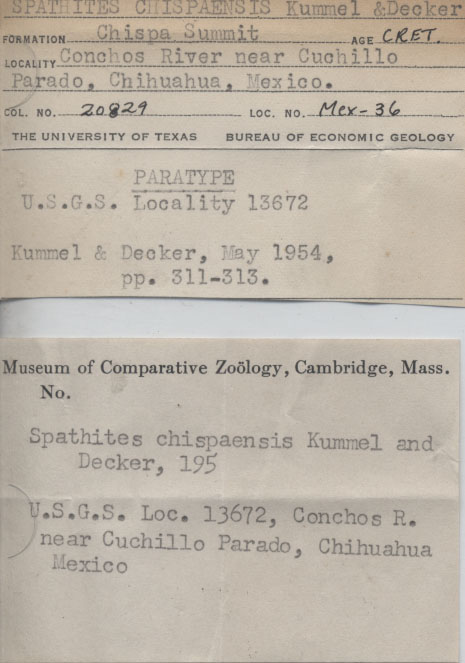 SPATHITES CHISPAENSIS Kummel &Decker
FORMATION Chispa Summit AGE CRET.
LOCALITY Conchos River near Cuchillo
Parado, Chihuahua, Mexico.
COL. NO. 20829 LOC. NO. Mex-36
THE UNIVERSITY OF TEXAS BUREAU OF ECONOMIC GEOLOGY
PARATYPE
U.S.G.S. Locality 13672
Kummel & Decker, May 1954,
pp. 311-313.
Museum of Comparative Zoölogy, Cambridge, Mass.
No.
Spathites chispaensis Kummel and
Decker, 195
U.S.G.S. Loc. 13672, Conchos R.
near Cuchillo Parado, Chihuahua
Mexico